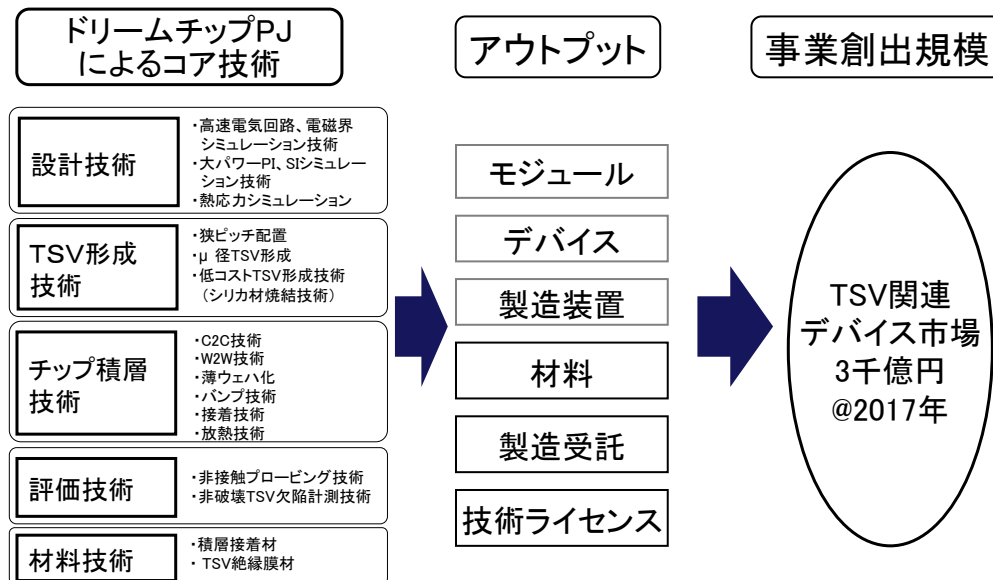 ドリームチップPJ
によるコア技術
アウトプット
事業創出規模
設計技術
・高速電気回路、電磁界
シミュレーション技術
・大パワーPI、SIシミュレー
ション技術
・熱応力シミュレーション
TSV形成
技術
・狭ピッチ配置
・μ 径TSV形成
・低コストTSV形成技術
（シリカ材焼結技術）
チップ積層
技術
・C2C技術
・W2W技術
・薄ウェハ化
・バンプ技術
・接着技術
・放熱技術
評価技術
・非接触プロービング技術
・非破壊TSV欠陥計測技術
材料技術
・積層接着材
・ TSV絶縁膜材
モジュール
デバイス
製造装置
材料
製造受託
技術ライセンス
TSV関連
デバイス市場
3千億円
@2017年